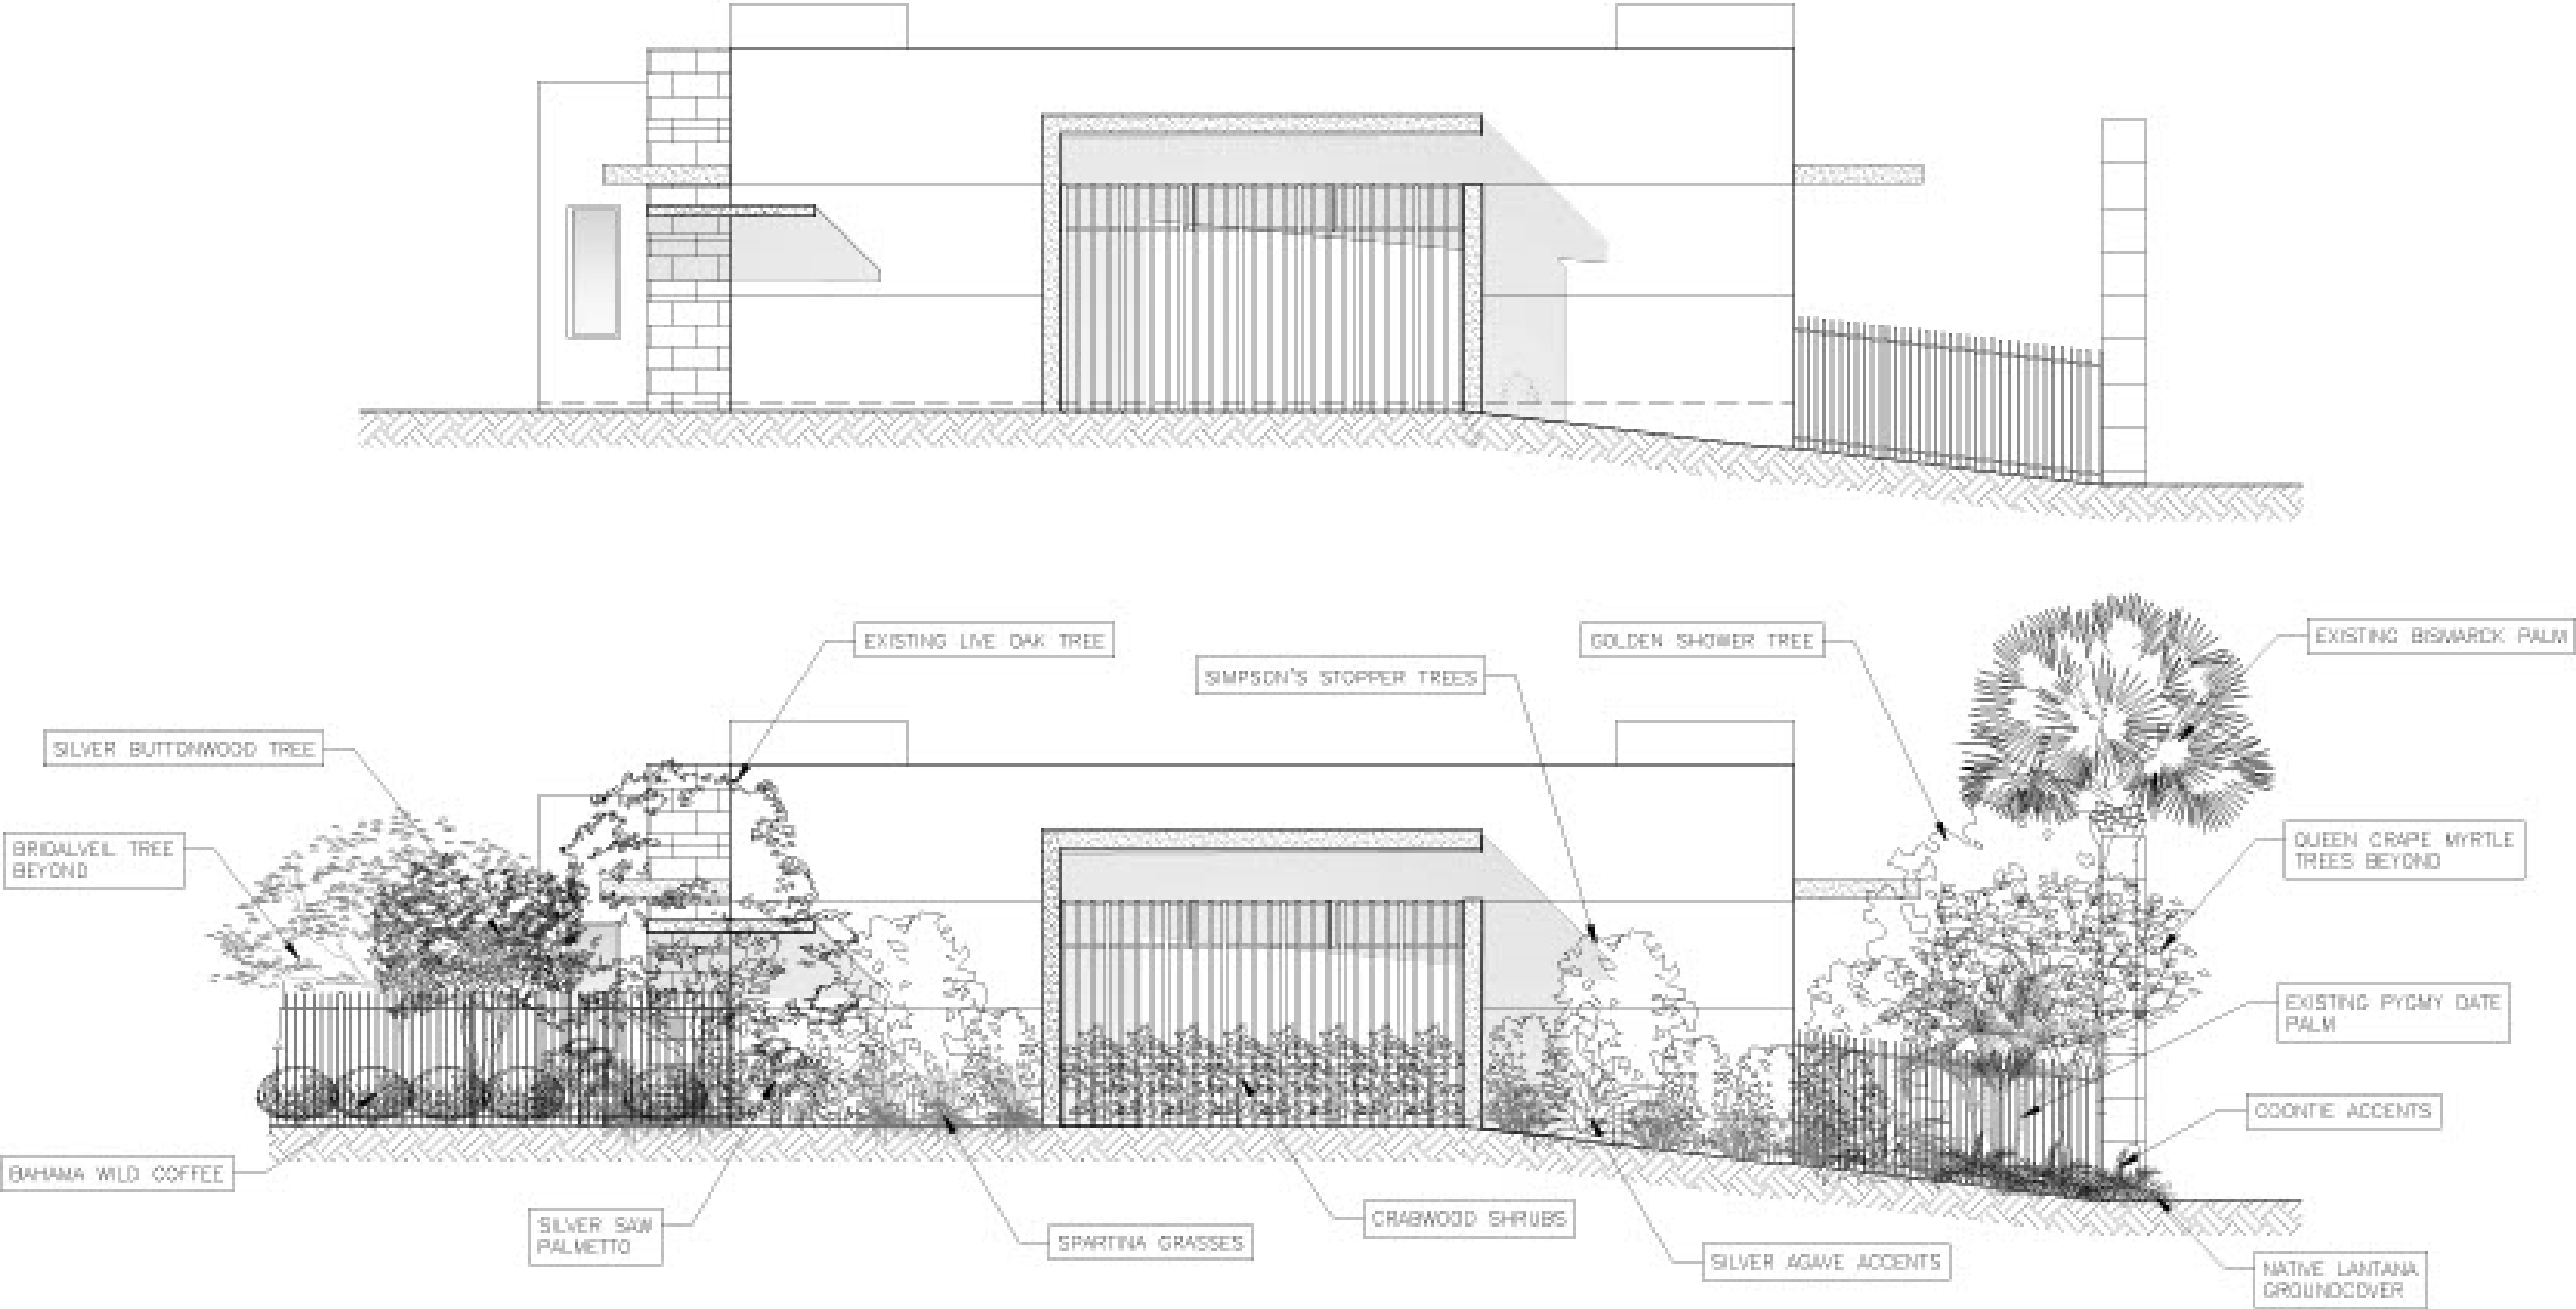 EXISTING LIVE OAK TREE
GOLDEN SHOWER TREE
EXISTING BISMARCK PALM
SIMPSON'S STOPPER TREES
SILVER BUTTONWOOD TREE
BRIDALVEIL TREE
BEYOND
QUEEN CRAPE MYRTLE
TREES BEYOND
EXISTING PYGMY DATE
PALM
COONTIE ACCENTS
BAHAMA WILD COFFEE
SILVER SAW
PALMETTO
SPARTINA GRASSES
CRABWOOD SHRUBS
SILVER AGAVE ACCENTS
NATIVE LANTANA
GROUNDCOVER